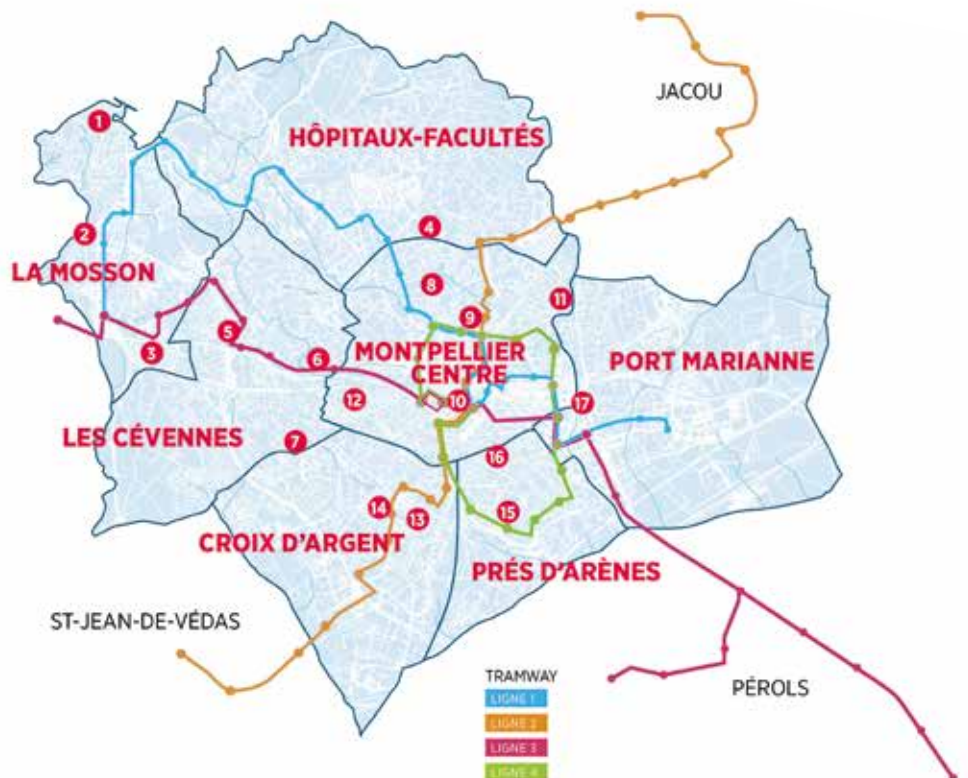 JACOU
1
HÔPITAUX-FACULTÉS
4
2
LA MOSSON
8
11
9
5
3
6
MONTPELLIER
CENTRE
PORT MARIANNE
12
10
17
LES CÉVENNES
7
16
14
13
15
CROIX D'ARGENT
PRÉS D'ARÈNES
ST-JEAN-DE-VÉDAS
TRAMWAY
LIGNE 1
LIGNE 2
LIGNE 3
LIGNE 4
PÉROLS